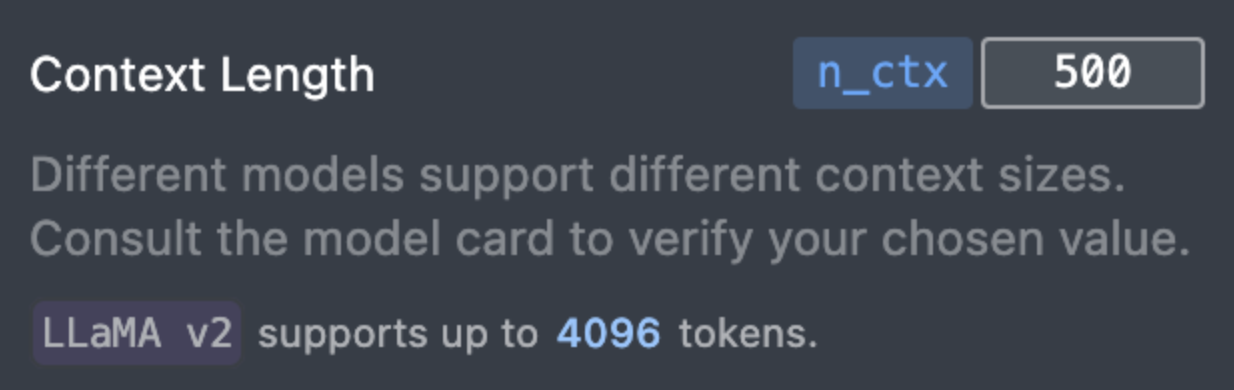 Context Length n_ctx 500
Different models support different context sizes.
Consult the model card to verify your chosen value.
LLaMA v2 supports up to 4096 tokens.